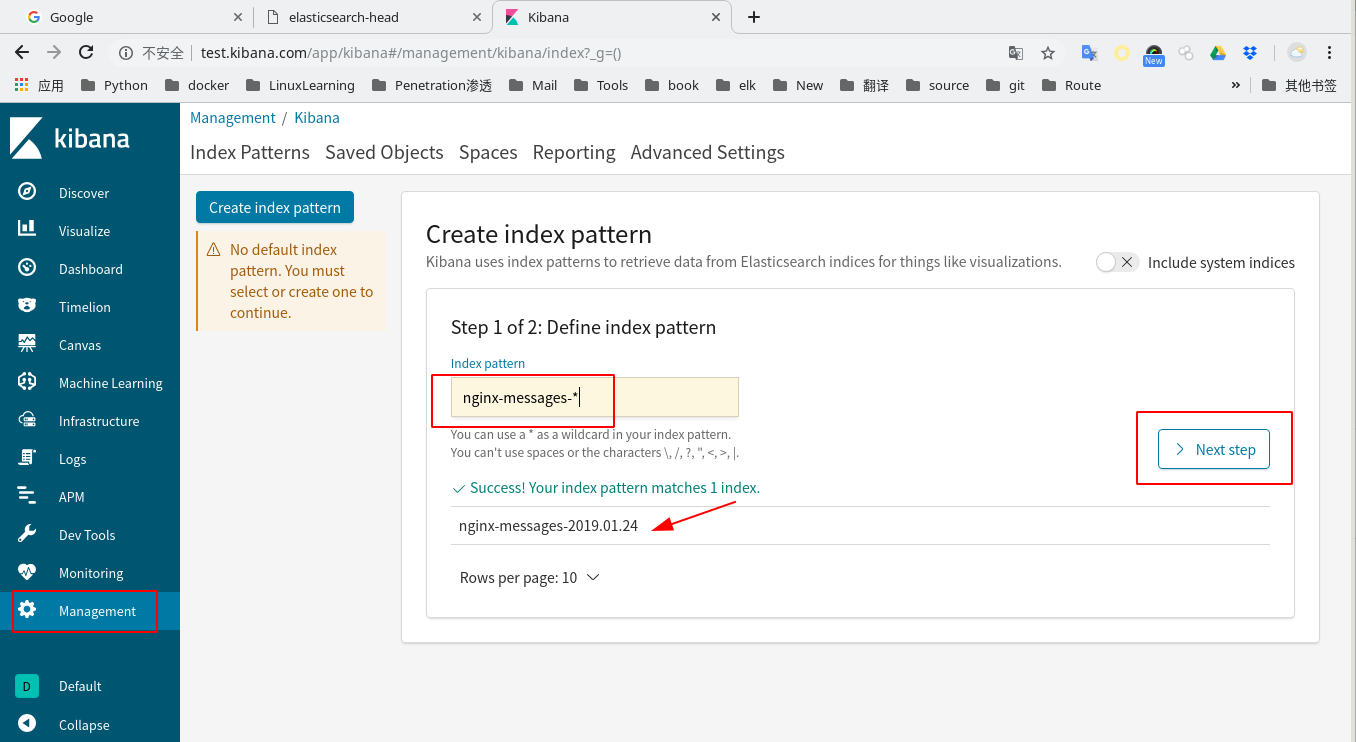 Google
elasticsearch-head
Kibana
不安全 test.kibana.com/app/kibana#/management/kibana/index?_g=()
New
应用 Python docker LinuxLearning Penetration渗透 Mail Tools book elk New 翻译 source git Route » 其他书签
kibana
Discover
Visualize
Dashboard
Timelion
Canvas
Machine Learning
Infrastructure
Logs
APM
Dev Tools
Monitoring
Management
D Default
Collapse
Management / Kibana
Index Patterns Saved Objects Spaces Reporting Advanced Settings
Create index pattern
No default index
pattern. You must
select or create one to
continue.
Create index pattern
Kibana uses index patterns to retrieve data from Elasticsearch indices for things like visualizations.
Include system indices
Step 1 of 2: Define index pattern
Index pattern
nginx-messages-*
You can use a * as a wildcard in your index pattern.
You can't use spaces or the characters \, /, ?, ", <, >, |.
Next step
Success! Your index pattern matches 1 index.
nginx-messages-2019.01.24
Rows per page: 10